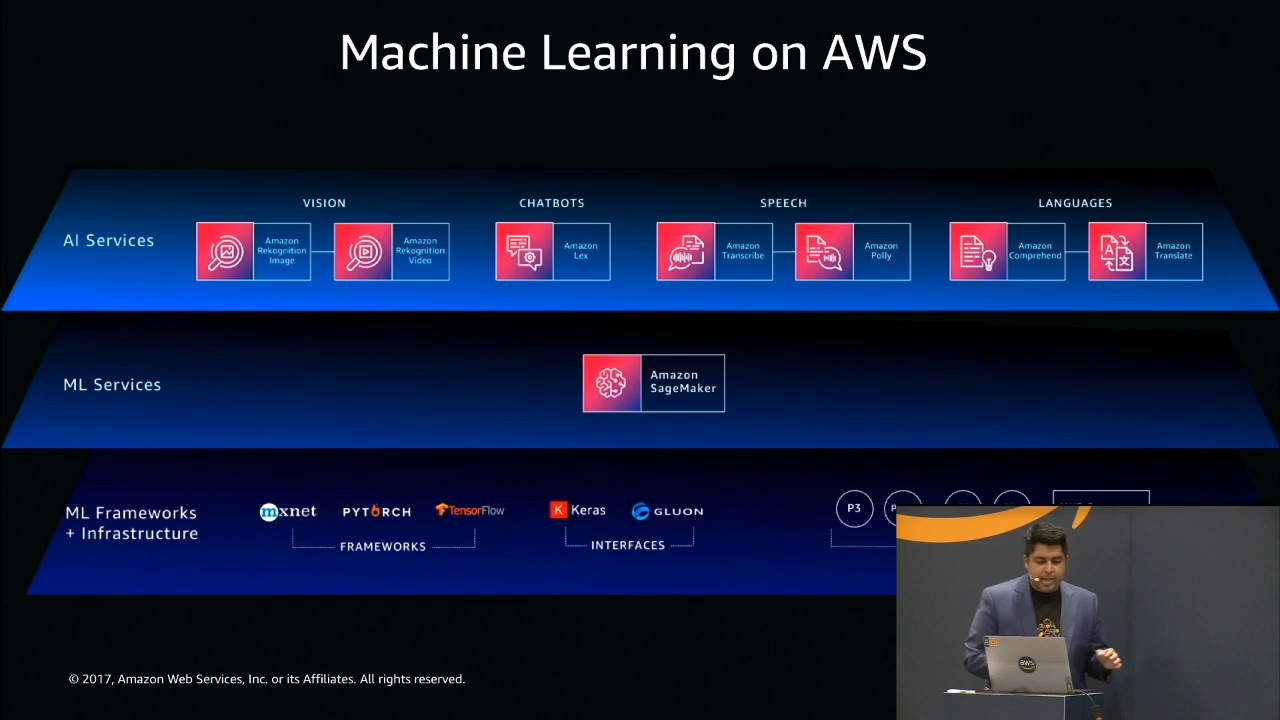 Machine Learning on AWS
VISION
CHATBOTS
SPEECH
LANGUAGES
AI Services
Amazon
Rekognition
Image
Amazon
Rekognition
Video
Amazon
Lex
Amazon
Transcribe
Amazon
Polly
Amazon
Comprehend
Amazon
Translate
ML Services
Amazon
SageMaker
ML Frameworks
+ Infrastructure
mxnet
PYTORCH
TensorFlow
FRAMEWORKS
K Keras
GLUON
INTERFACES
P3
aws
© 2017, Amazon Web Services, Inc. or its Affiliates. All rights reserved.